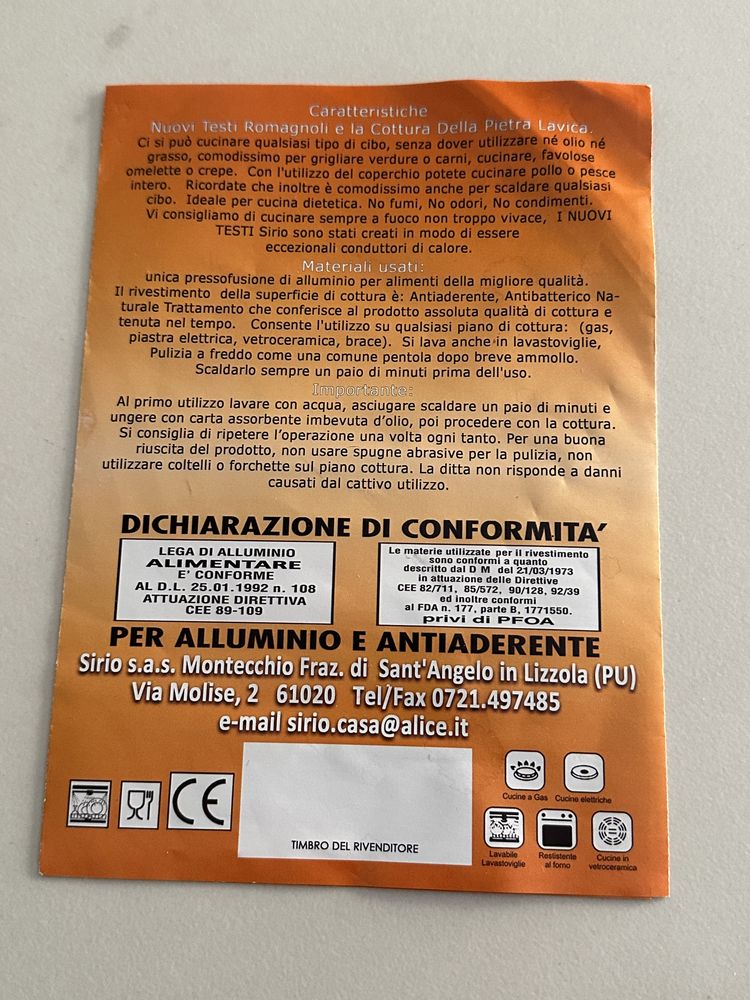 Caratteristiche
Nuovi Testi Romagnoli e la Cottura Della Pietra Lavica.
Ci si può cucinare qualsiasi tipo di cibo, senza dover utilizzare né olio né
grasso, comodissimo per grigliare verdure o carni, cucinare, favolose
omelette o crepe. Con l'utilizzo del coperchio potete cucinare pollo o pesce
intero. Ricordate che inoltre è comodissimo anche per scaldare qualsiasi
cibo. Ideale per cucina dietetica. No fumi, No odori, No condimenti.
Vi consigliamo di cucinare sempre a fuoco non troppo vivace, I NUOVI
TESTI Sirio sono stati creati in modo di essere
eccezionali conduttori di calore.
Materiali usati:
unica pressofusione di alluminio per alimenti della migliore qualità.
Il rivestimento della superficie di cottura è: Antiaderente, Antibatterico Na-
turale Trattamento che conferisce al prodotto assoluta qualità di cottura e
tenuta nel tempo. Consente l'utilizzo su qualsiasi piano di cottura: (gas,
piastra elettrica, vetroceramica, brace). Si lava anche in lavastoviglie,
Pulizia a freddo come una comune pentola dopo breve ammollo.
Scaldarlo sempre un paio di minuti prima dell'uso.
Importante:
Al primo utilizzo lavare con acqua, asciugare scaldare un paio di minuti e
ungere con carta assorbente imbevuta d'olio, poi procedere con la cottura.
Si consiglia di ripetere l'operazione una volta ogni tanto. Per una buona
riuscita del prodotto, non usare spugne abrasive per la pulizia, non
utilizzare coltelli o forchette sul piano cottura. La ditta non risponde a danni
causati dal cattivo utilizzo.
DICHIARAZIONE DI CONFORMITA'
LEGA DI ALLUMINIO
ALIMENTARE
E' CONFORME
AL D.L. 25.01.1992 n. 108
ATTUAZIONE DIRETTIVA
CEE 89-109
Le materie utilizzate per il rivestimento
sono conformi a quanto
descritto dal D M del 21/03/1973
in attuazione delle Direttive
CEE 82/711, 85/572, 90/128, 92/39
ed inoltre conformi
al FDA n. 177, parte B, 1771550.
privi di PFOA
PER ALLUMINIO E ANTIADERENTE
Sirio s.a.s. Montecchio Fraz. di Sant'Angelo in Lizzola (PU)
Via Molise, 2 61020 Tel/Fax 0721.497485
e-mail sirio.casa@alice.it
CE
TIMBRO DEL RIVENDITORE
Cucine a Gas
Cucine elettriche
Lavabile
Lavastoviglie
Restistente
al forno
Cucine in
vetroceramica